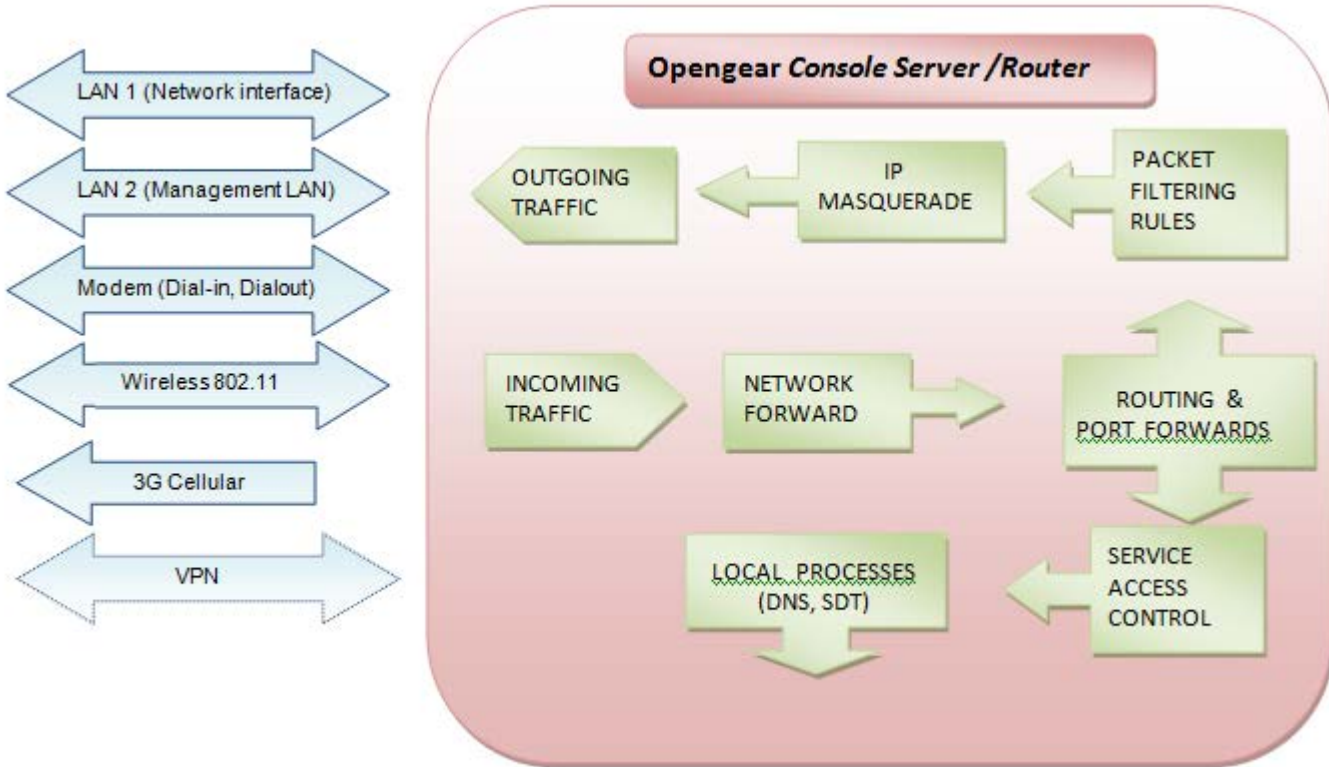 LAN 1 (Network interface)
LAN 2 (Management LAN)
Modem (Dial-in, Dialout)
Wireless 802.11
3G Cellular
VPN
Opengear Console Server /Router
OUTGOING
TRAFFIC
IP
MASQUERADE
PACKET
FILTERING
RULES
INCOMING
TRAFFIC
NETWORK
FORWARD
ROUTING &
PORT FORWARDS
LOCAL PROCESSES
(DNS, SDT)
SERVICE
ACCESS
CONTROL